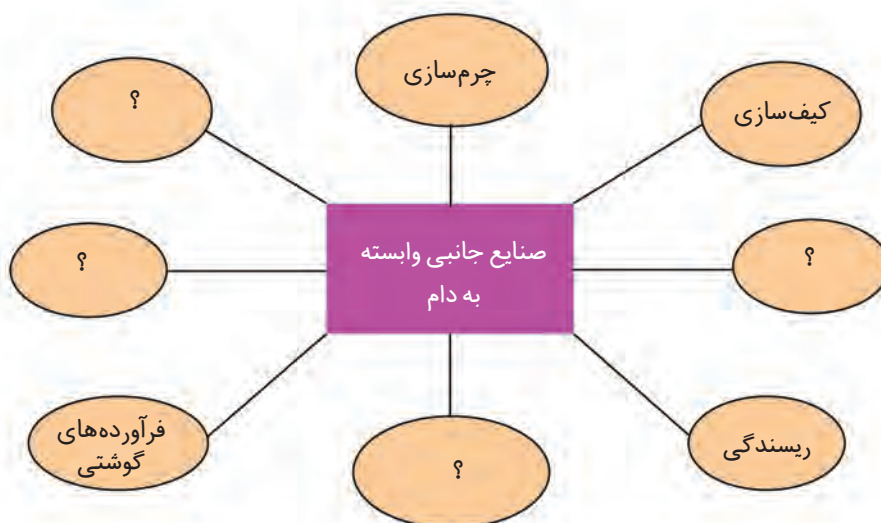 چرم‌سازی
؟
کیف‌سازی
صنایع جانبی وابسته
به دام
؟
؟
فرآورده‌های
گوشتی
ریسندگی
؟